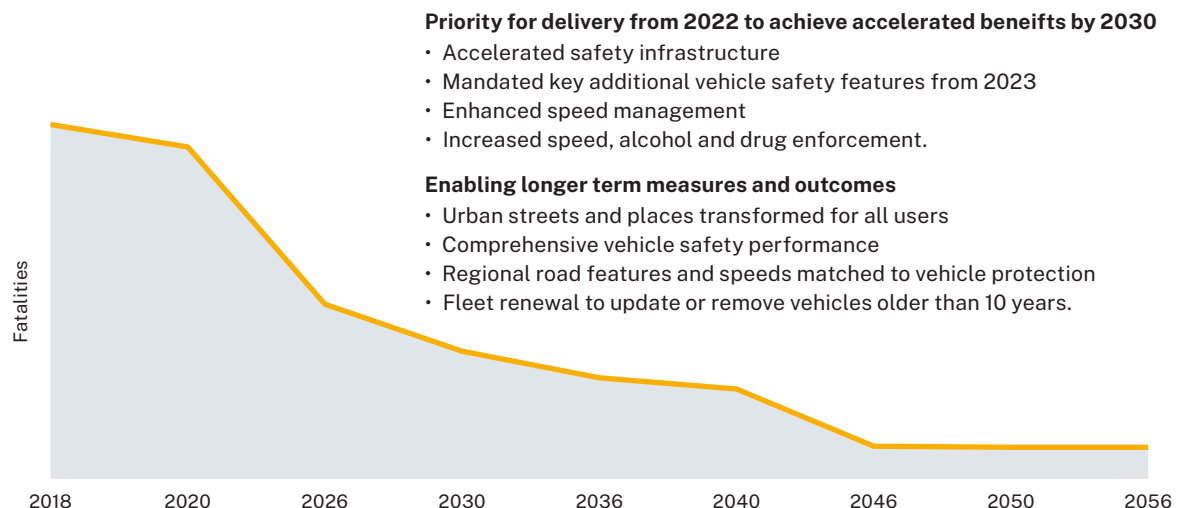 Priority for delivery from 2022 to achieve accelerated beneifts by 2030
• Accelerated safety infrastructure
• Mandated key additional vehicle safety features from 2023
• Enhanced speed management
• Increased speed, alcohol and drug enforcement.
Enabling longer term measures and outcomes
• Urban streets and places transformed for all users
• Comprehensive vehicle safety performance
• Regional road features and speeds matched to vehicle protection
• Fleet renewal to update or remove vehicles older than 10 years.
Fatalities
2018 2020 2026 2030 2036 2040 2046 2050 2056